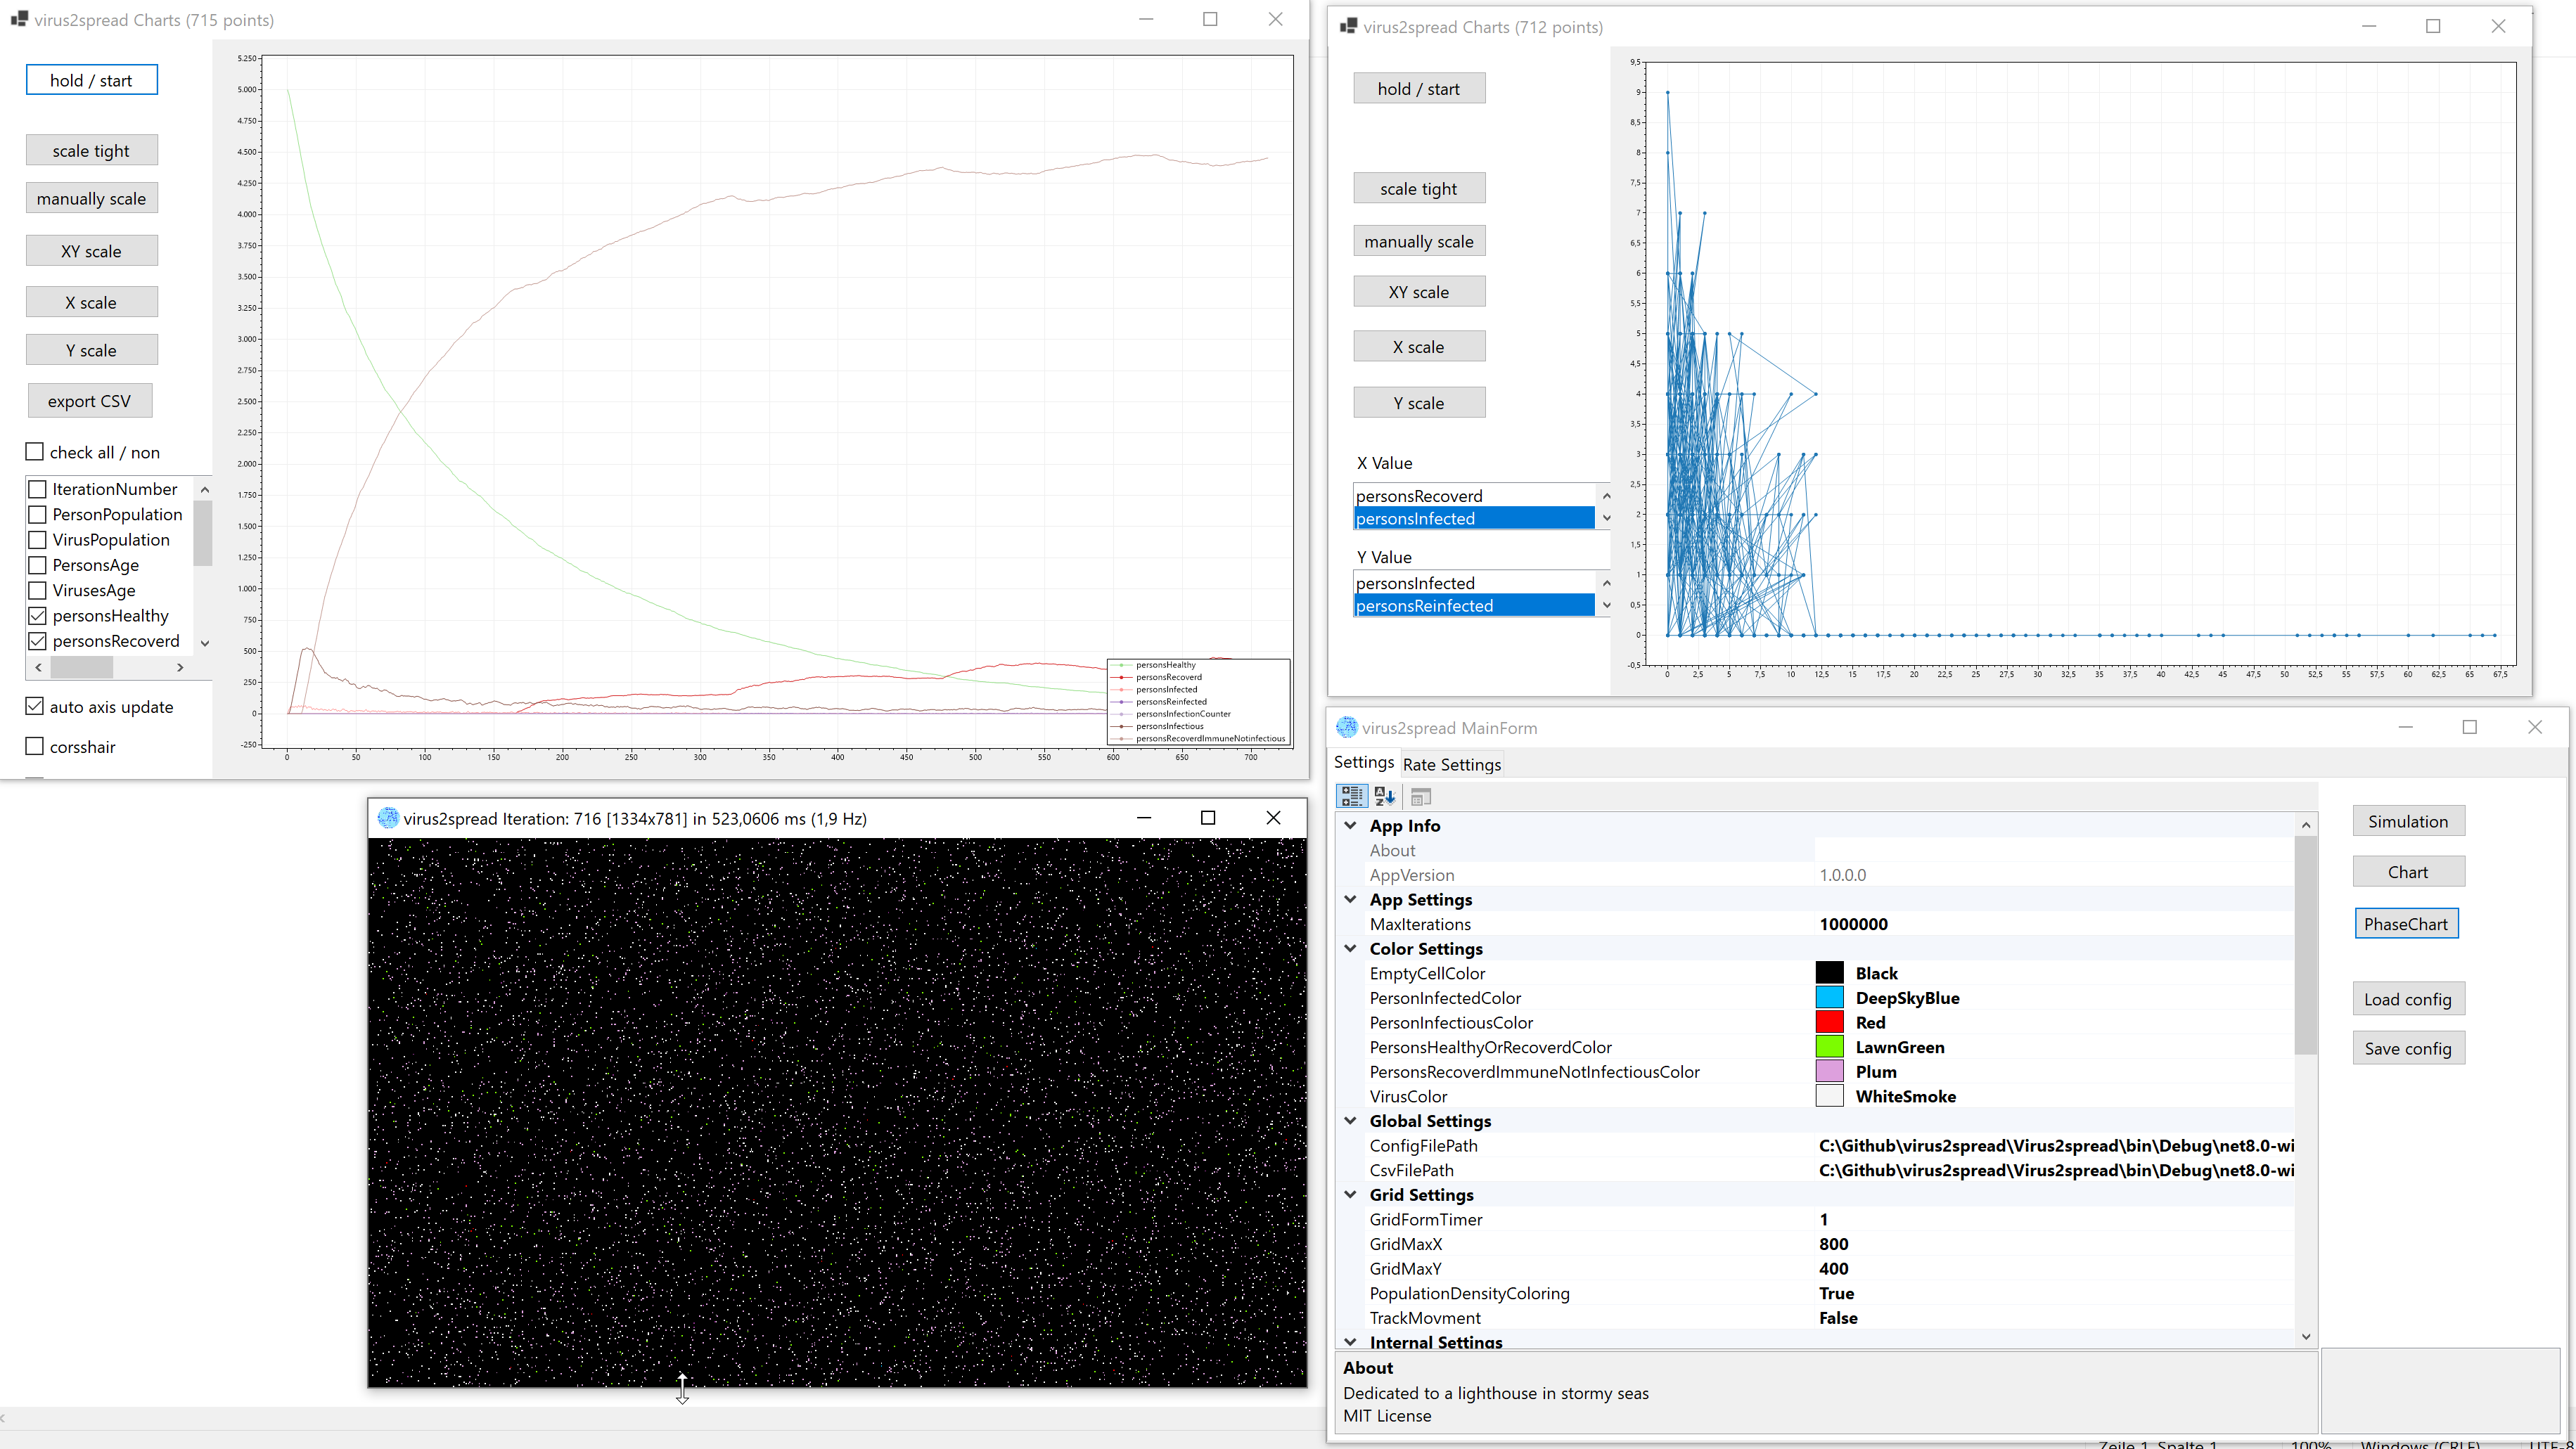 virus2spread Charts (715 points)
hold / start
scale tight
manually scale
XY scale
X scale
Y scale
export CSV
check all / non
IterationNumber
PersonPopulation
VirusPopulation
PersonsAge
VirusesAge
personsHealthy
personsRecoverd
auto axis update
corsshair
5.250
5.000
4.750
4.500
4.250
4.000
3.750
3.500
3.250
3.000
2.750
2.500
2.250
2.000
1.750
1.500
1.250
1.000
750
500
250
0
-250
0 50 100 150 200 250 300 350 400 450 500 550 600 650 700
personsHealthy
personsRecoverd
personsInfected
personsReinfected
personsInfectionCounter
personsInfectious
personsRecoverdImmuneNotinfectious
virus2spread Charts (712 points)
hold / start
scale tight
manually scale
XY scale
X scale
Y scale
X Value
personsRecoverd
personsInfected
Y Value
personsInfected
personsReinfected
9,5
9
8,5
8
7,5
7
6,5
6
5,5
5
4,5
4
3,5
3
2,5
2
1,5
1
0,5
0
-0,5
0 2,5 5 7,5 10 12,5 15 17,5 20 22,5 25 27,5 30 32,5 35 37,5 40 42,5 45 47,5 50 52,5 55 57,5 60 62,5 65 67,5
virus2spread Iteration: 716 [1334x781] in 523,0606 ms (1,9 Hz)
virus2spread MainForm
Settings Rate Settings
App Info
About
AppVersion 1.0.0.0
App Settings
MaxIterations 1000000
Color Settings
EmptyCellColor Black
PersonInfectedColor DeepSkyBlue
PersonInfectiousColor Red
PersonsHealthyOrRecoverdColor LawnGreen
PersonsRecoverdImmuneNotInfectiousColor Plum
VirusColor WhiteSmoke
Global Settings
ConfigFilePath C:\Github\virus2spread\Virus2spread\bin\Debug\net8.0-wi
CsvFilePath C:\Github\virus2spread\Virus2spread\bin\Debug\net8.0-wi
Grid Settings
GridFormTimer 1
GridMaxX 800
GridMaxY 400
PopulationDensityColoring True
TrackMovment False
Internal Settings
About
Dedicated to a lighthouse in stormy seas
MIT License
Simulation
Chart
PhaseChart
Load config
Save config
Zeile 1, Spalte 1 100% Windows (CRLF) UTF-8